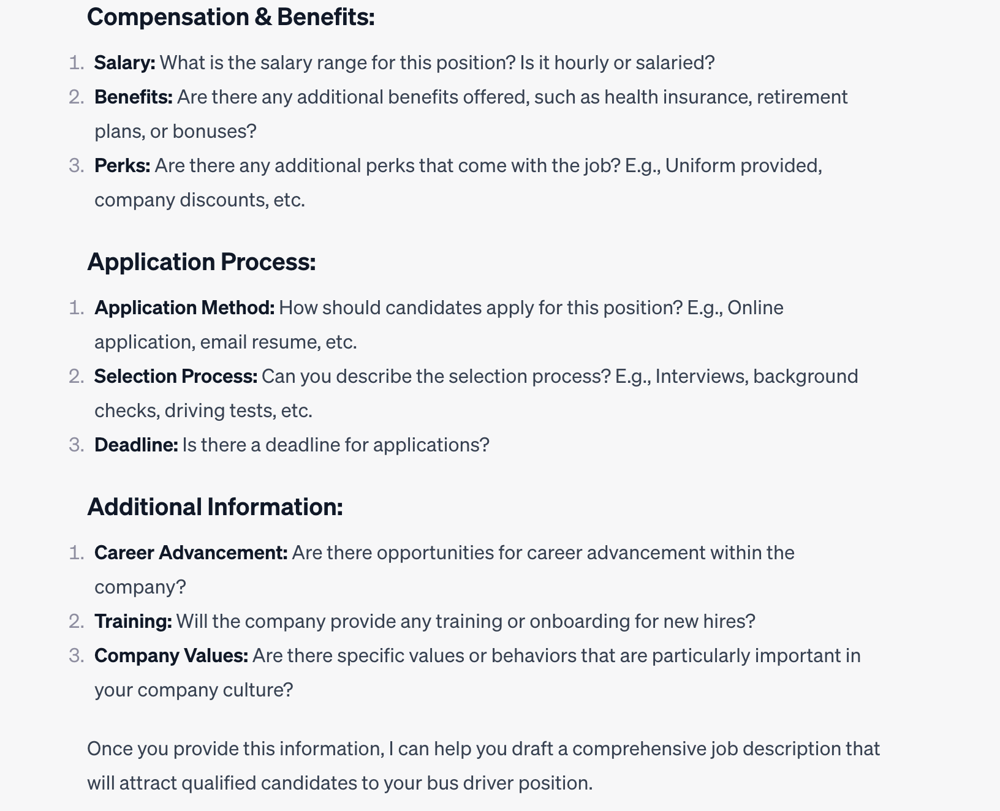 Compensation & Benefits:
1. Salary: What is the salary range for this position? Is it hourly or salaried?
2. Benefits: Are there any additional benefits offered, such as health insurance, retirement
plans, or bonuses?
3. Perks: Are there any additional perks that come with the job? E.g., Uniform provided,
company discounts, etc.
Application Process:
1. Application Method: How should candidates apply for this position? E.g., Online
application, email resume, etc.
2. Selection Process: Can you describe the selection process? E.g., Interviews, background
checks, driving tests, etc.
3. Deadline: Is there a deadline for applications?
Additional Information:
1. Career Advancement: Are there opportunities for career advancement within the
company?
2. Training: Will the company provide any training or onboarding for new hires?
3. Company Values: Are there specific values or behaviors that are particularly important in
your company culture?
Once you provide this information, I can help you draft a comprehensive job description that
will attract qualified candidates to your bus driver position.